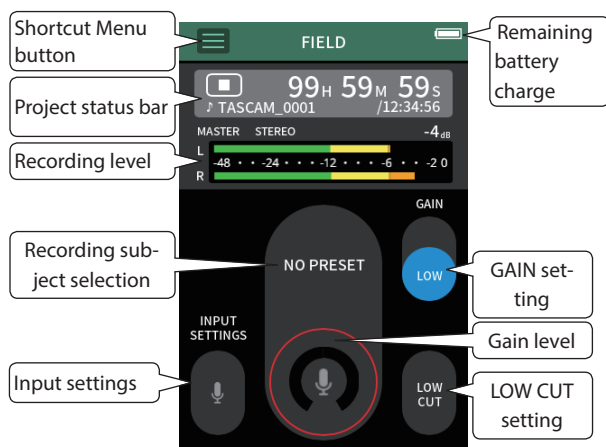 Shortcut Menu
button
FIELD
Remaining
battery
charge
Project status bar
99H 59M 59S
♪ TASCAM_0001
/12:34:56
MASTER STEREO
-4dB
Recording level
L
-48 · · -24 · · · -12 · · · -6 · · -2 0
R
GAIN
Recording sub-
ject selection
NO PRESET
LOW
GAIN set-
ting
INPUT
SETTINGS
Gain level
Input settings
LOW
CUT
LOW CUT
setting